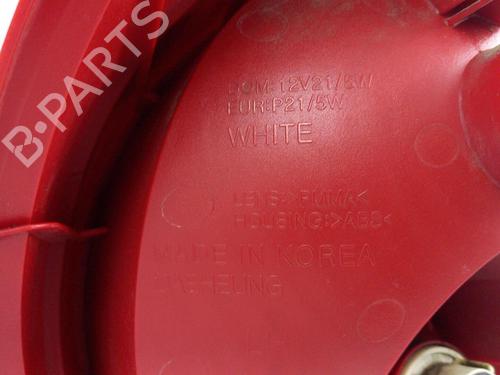 B-PARTS
DOM:12V21/5W
EUR:P21/5W
WHITE
LENS:>PMMA<
HOUSING:>ABS<
MADE IN KOREA